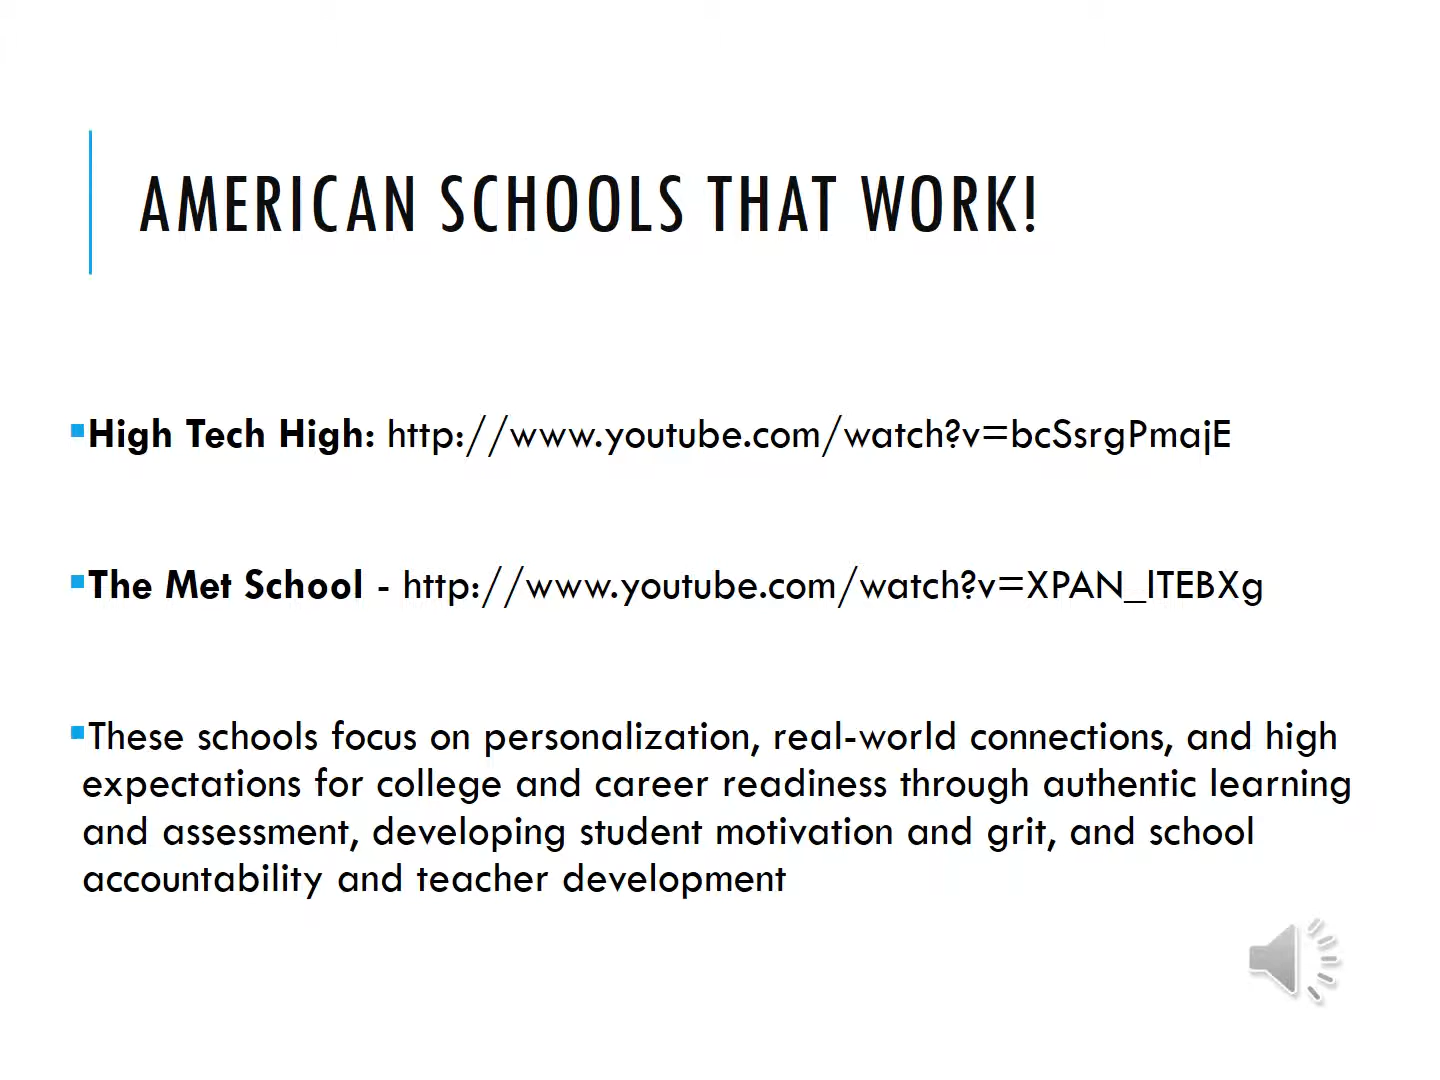 AMERICAN SCHOOLS THAT WORK!
High Tech High: http://www.youtube.com/watch?v=bcSsrgPmajE
The Met School - http://www.youtube.com/watch?v=XPAN_lTEBXg
These schools focus on personalization, real-world connections, and high
expectations for college and career readiness through authentic learning
and assessment, developing student motivation and grit, and school
accountability and teacher development